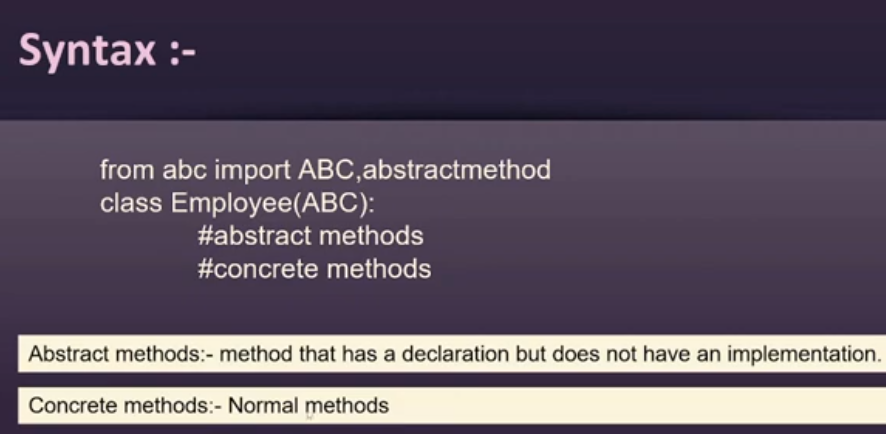 Syntax :-
from abc import ABC,abstractmethod
class Employee(ABC):
#abstract methods
#concrete methods
Abstract methods:- method that has a declaration but does not have an implementation.
Concrete methods:- Normal methods